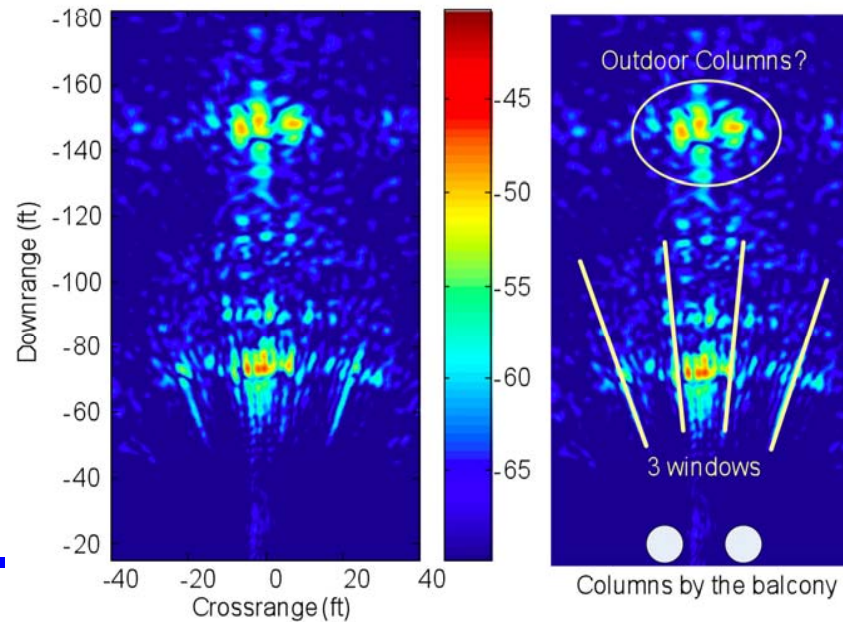 -180
-160
-140
-120
-100
-80
-60
-40
-20
Downrange (ft)
-40 -20 0 20 40
Crossrange (ft)
-45
-50
-55
-60
-65
Outdoor Columns?
3 windows
Columns by the balcony